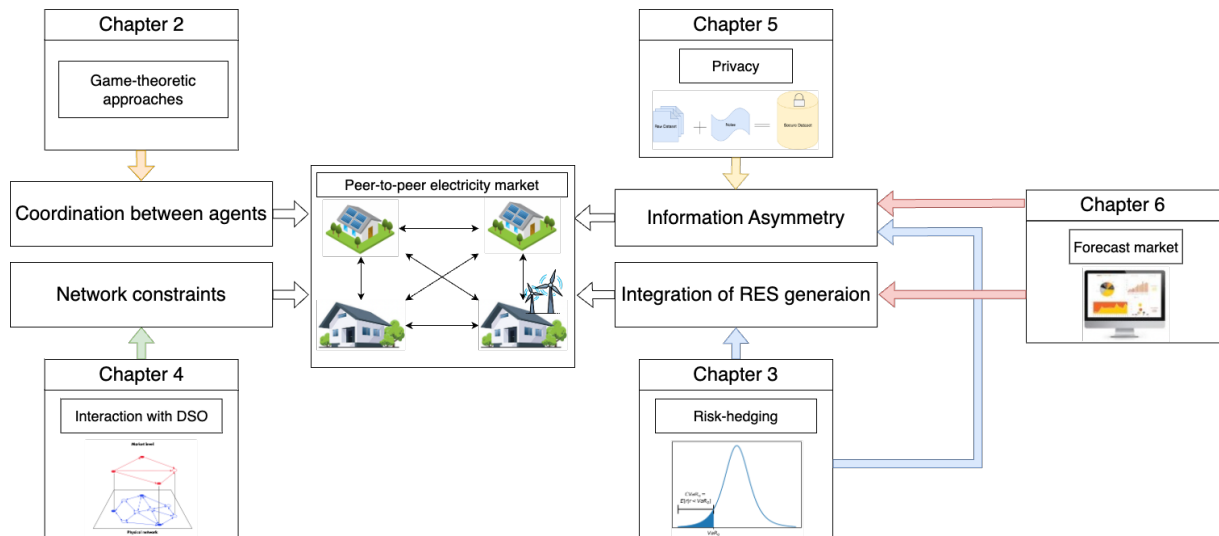 Chapter 2
Game-theoretic
approaches
Coordination between agents
Network constraints
Chapter 4
Interaction with DSO
Market level
Physical network
Peer-to-peer electricity market
Chapter 5
Privacy
Raw Dataset
+
Noise
=
Secure Dataset
Information Asymmetry
Integration of RES generaion
Chapter 3
Risk-hedging
CVaRα =
E[r|r < VaRα]
VaRα
Chapter 6
Forecast market